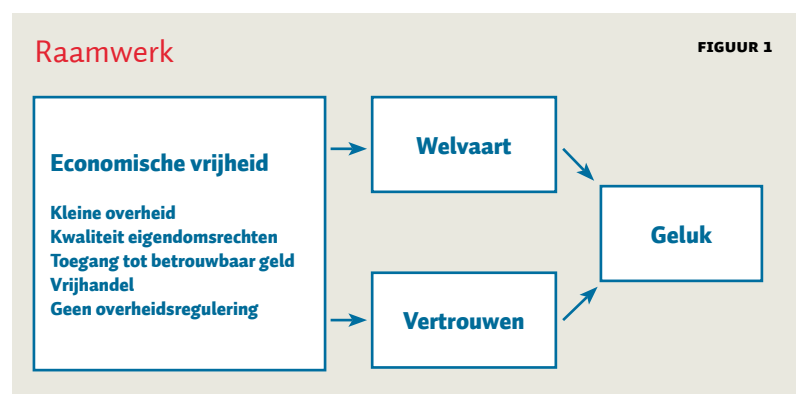 Raamwerk
FIGUUR 1
Economische vrijheid
Kleine overheid
Kwaliteit eigendomsrechten
Toegang tot betrouwbaar geld
Vrijhandel
Geen overheidsregulering
Welvaart
Vertrouwen
Geluk